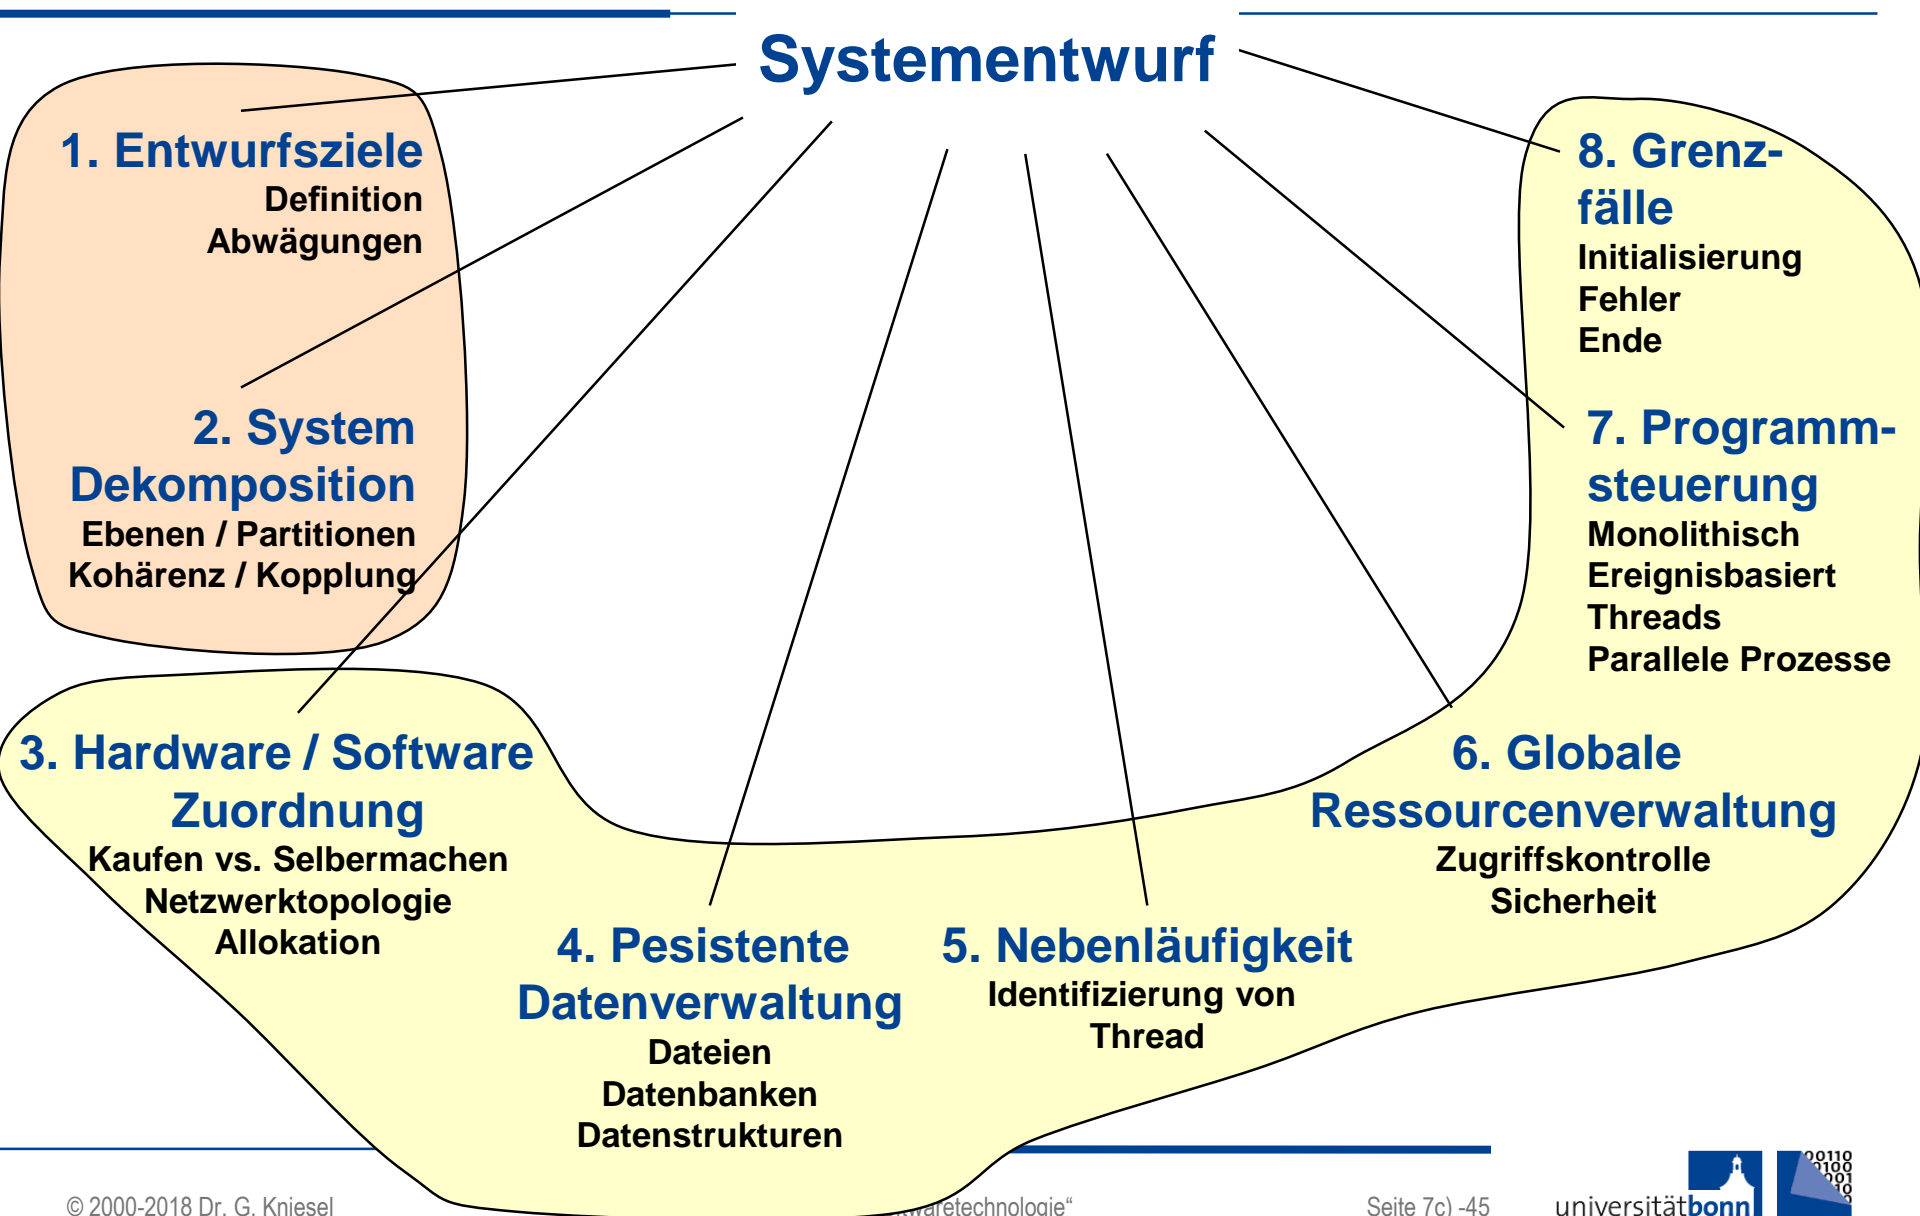 Systementwurf
1. Entwurfsziele
Definition
Abwägungen
2. System
Dekomposition
Ebenen / Partitionen
Kohärenz / Kopplung
3. Hardware / Software
Zuordnung
Kaufen vs. Selbermachen
Netzwerktopologie
Allokation
4. Pesistente
Datenverwaltung
Dateien
Datenbanken
Datenstrukturen
5. Nebenläufigkeit
Identifizierung von
Thread
6. Globale
Ressourcenverwaltung
Zugriffskontrolle
Sicherheit
7. Programm-
steuerung
Monolithisch
Ereignisbasiert
Threads
Parallele Prozesse
8. Grenz-
fälle
Initialisierung
Fehler
Ende
© 2000-2018 Dr. G. Kniesel
waretechnologie“
Seite 7c) -45
universitätbonn